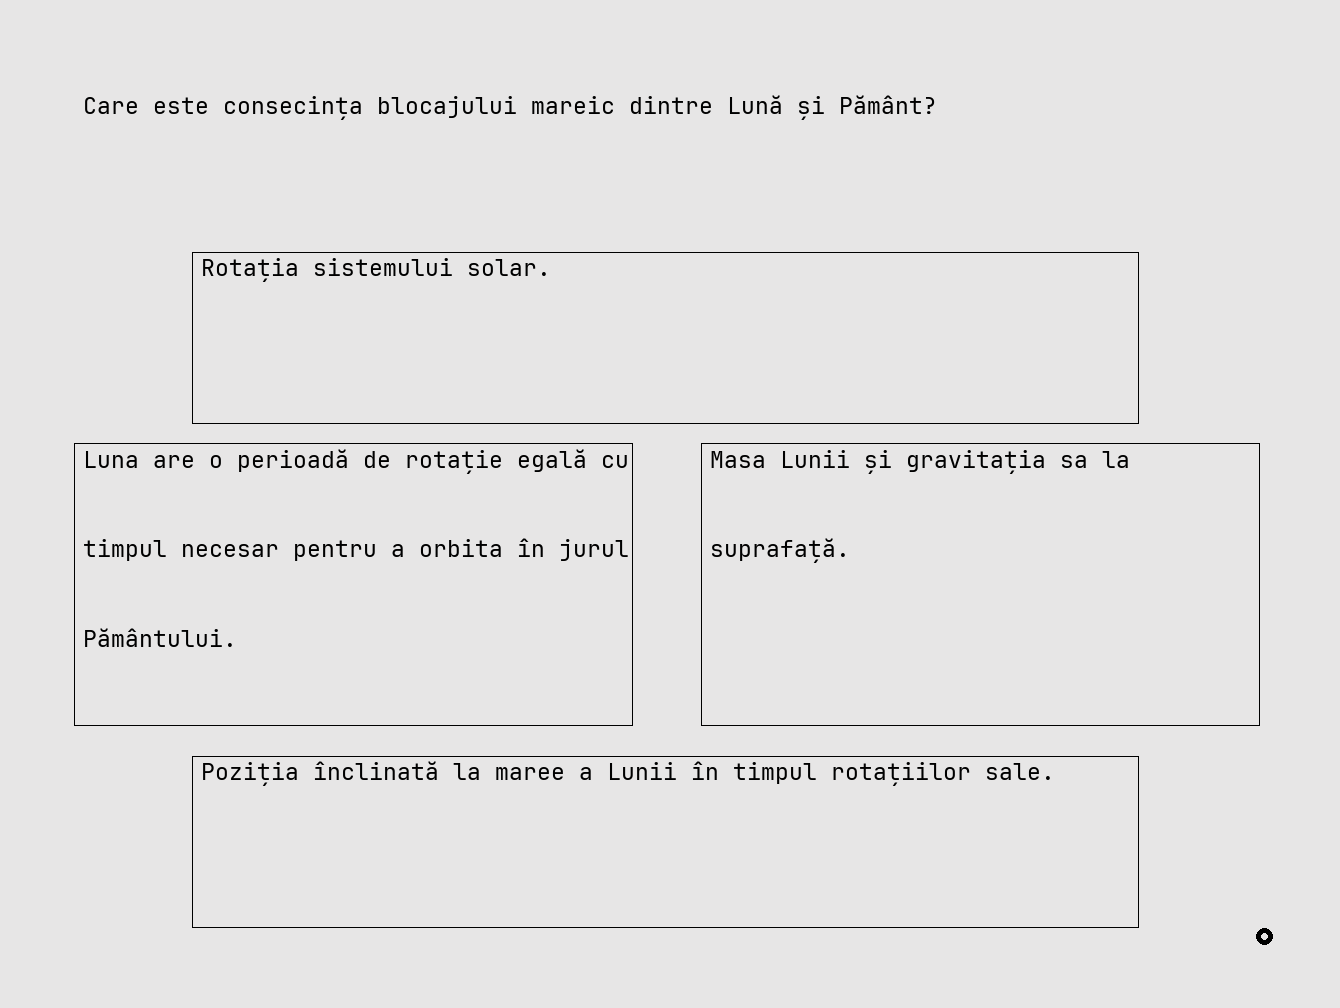 Care este consecința blocajului mareic dintre Lună și Pământ?
Rotația sistemului solar.
Luna are o perioadă de rotație egală cu
timpul necesar pentru a orbita în jurul
Pământului.
Masa Lunii și gravitația sa la
suprafață.
Poziția înclinată la maree a Lunii în timpul rotațiilor sale.